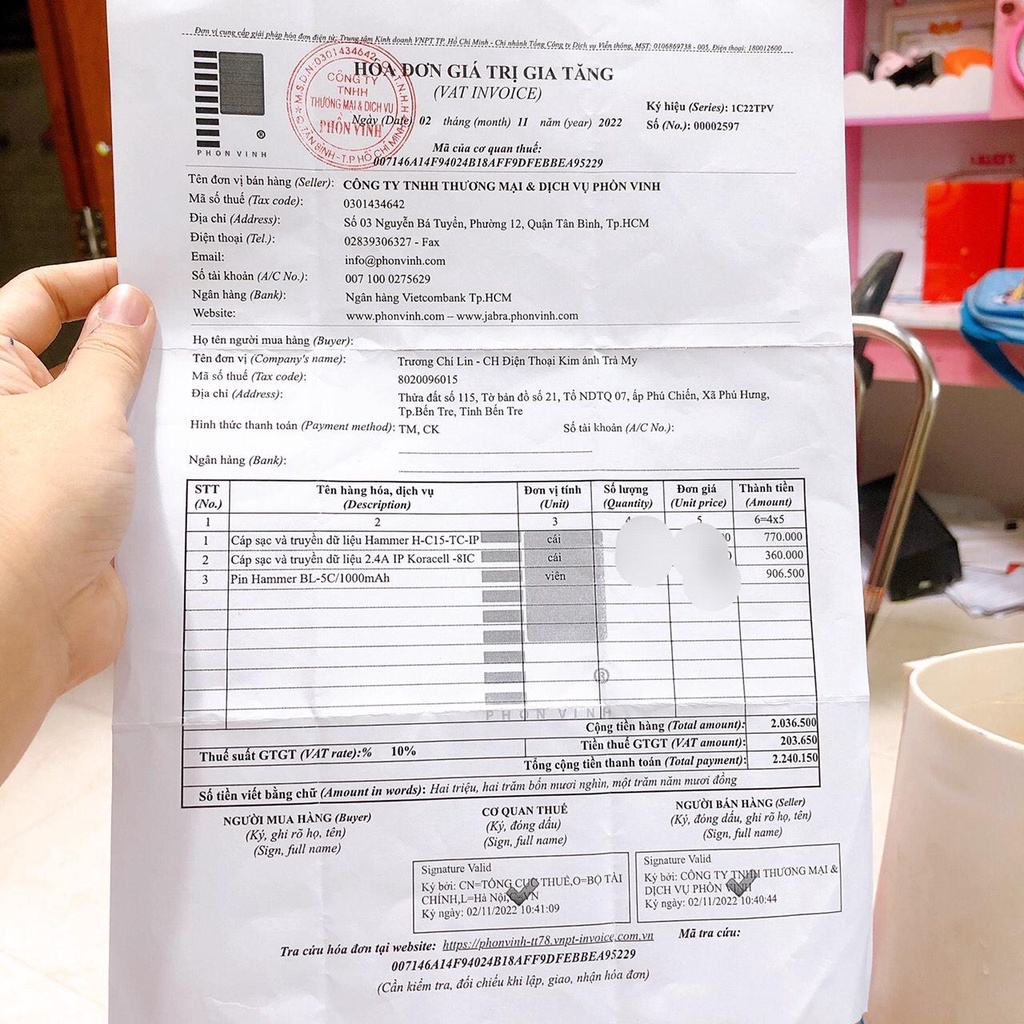 Đơn vị cung cấp giải pháp hóa đơn điện tử: Trung tâm Kinh doanh VNPT TP. Hồ Chí Minh - Chi nhánh Tổng Công ty Dịch vụ Viễn thông, MST: 0106869738 - 005, Điện thoại: 18001260
HÓA ĐƠN GIÁ TRỊ GIA TĂNG
(VAT INVOICE)
Ngày (Date) 02 tháng (month) 11 năm (year) 2022
Ký hiệu (Series): 1C22TPV
Số (No.): 00002597
Mã của cơ quan thuế:
007146A14F94024B18AFF9DFEBBEA95229
PHON VINH
®
M.S.D.N:0301434642
CÔNG TY
TNHH
THƯƠNG MẠI & DỊCH VỤ
PHÒN VINH
TÂN BÌNH - T.P HỒ CHÍ MINH
Tên đơn vị bán hàng (Seller): CÔNG TY TNHH THƯƠNG MẠI & DỊCH VỤ PHÒN VINH
Mã số thuế (Tax code): 0301434642
Địa chỉ (Address): Số 03 Nguyễn Bá Tuyển, Phường 12, Quận Tân Bình, Tp.HCM
Điện thoại (Tel.): 02839306327 - Fax
Email: info@phonvinh.com
Số tài khoản (A/C No.): 007 100 0275629
Ngân hàng (Bank): Ngân hàng Vietcombank Tp.HCM
Website: www.phonvinh.com – www.jabra.phonvinh.com
Họ tên người mua hàng (Buyer):
Tên đơn vị (Company's name): Trương Chí Lin - CH Điện Thoại Kim ánh Trà My
Mã số thuế (Tax code): 8020096015
Địa chỉ (Address): Thửa đất số 115, Tờ bản đồ số 21, Tổ NDTQ 07, ấp Phú Chiến, Xã Phú Hưng,
Tp.Bến Tre, Tỉnh Bến Tre
Hình thức thanh toán (Payment method): TM, CK Số tài khoản (A/C No.):
Ngân hàng (Bank):
STT Tên hàng hóa, dịch vụ Đơn vị tính Số lượng Đơn giá Thành tiền
(No.) (Description) (Unit) (Quantity) (Unit price) (Amount)
1 2 3 4 5 6=4x5
1 Cáp sạc và truyền dữ liệu Hammer H-C15-TC-IP cái 770.000
2 Cáp sạc và truyền dữ liệu 2.4A IP Koracell -8IC cái 360.000
3 Pin Hammer BL-5C/1000mAh viên 906.500
®
PHON VINH
Cộng tiền hàng (Total amount): 2.036.500
Thuế suất GTGT (VAT rate):% 10% Tiền thuế GTGT (VAT amount): 203.650
Tổng cộng tiền thanh toán (Total payment): 2.240.150
Số tiền viết bằng chữ (Amount in words): Hai triệu, hai trăm bốn mươi nghìn, một trăm năm mươi đồng
NGƯỜI MUA HÀNG (Buyer) CƠ QUAN THUẾ NGƯỜI BÁN HÀNG (Seller)
(Ký, ghi rõ họ, tên) (Ký, đóng dấu) (Ký, đóng dấu, ghi rõ họ, tên)
(Sign, full name) (Sign, full name) (Sign, full name)
Signature Valid
Ký bởi: CN=TỔNG CỤC THUẾ,O=BỘ TÀI
CHÍNH,L=Hà Nội,C=VN
Ký ngày: 02/11/2022 10:41:09
Signature Valid
Ký bởi: CÔNG TY TNHH THƯƠNG MẠI &
DỊCH VỤ PHÒN VINH
Ký ngày: 02/11/2022 10:40:44
Tra cứu hóa đơn tại website: https://phonvinh-tt78.vnpt-invoice.com.vn Mã tra cứu:
007146A14F94024B18AFF9DFEBBEA95229
(Cần kiểm tra, đối chiếu khi lập, giao, nhận hóa đơn)